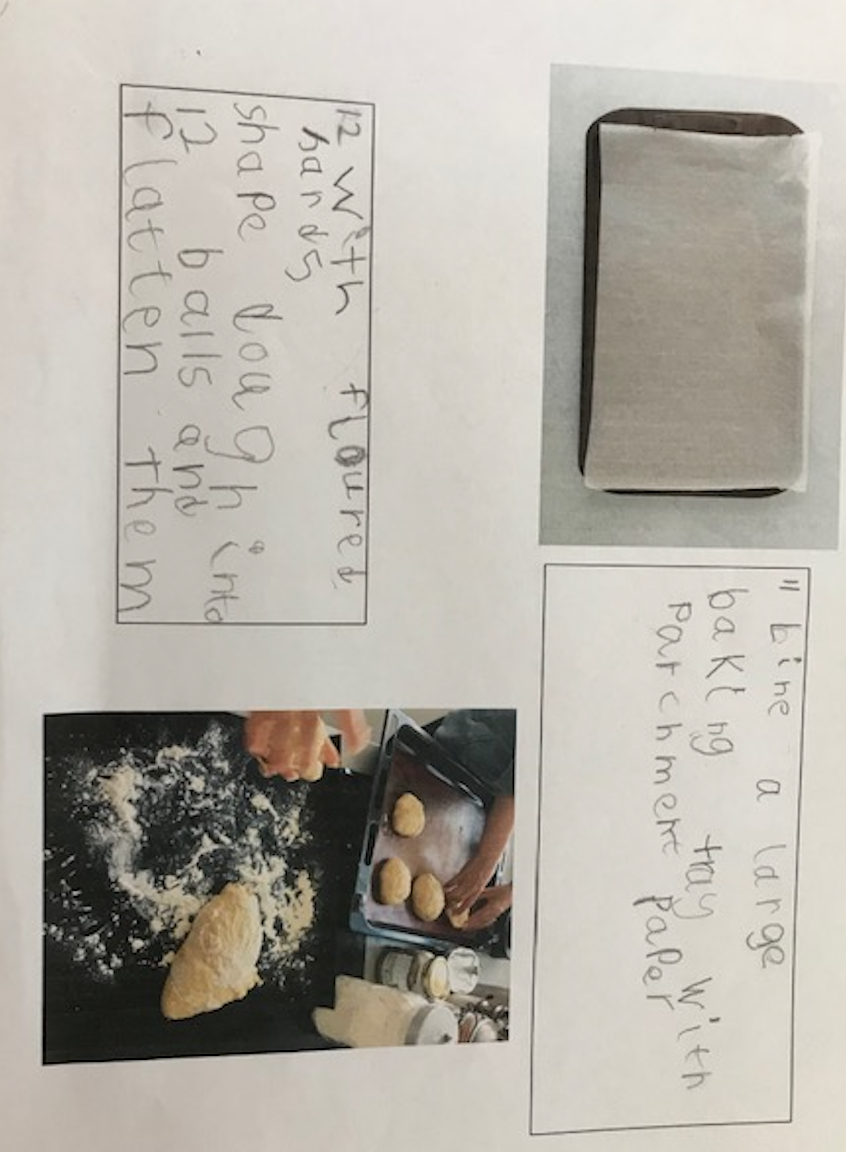 11 bine a large
baking tray with
parchment paper
12 with floured
hands
shape dough into
12 balls and
flatten them